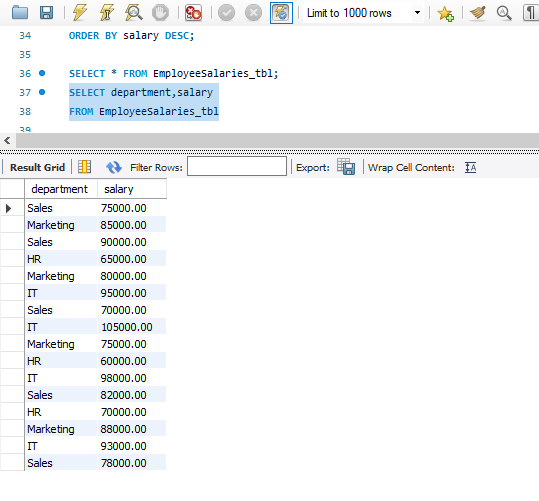 Limit to 1000 rows
34 ORDER BY salary DESC;
35
36 SELECT * FROM EmployeeSalaries_tbl;
37 SELECT department,salary
38 FROM EmployeeSalaries_tbl
39
Result Grid Filter Rows: Export: Wrap Cell Content:
department salary
Sales 75000.00
Marketing 85000.00
Sales 90000.00
HR 65000.00
Marketing 80000.00
IT 95000.00
Sales 70000.00
IT 105000.00
Marketing 75000.00
HR 60000.00
IT 98000.00
Sales 82000.00
HR 70000.00
Marketing 88000.00
IT 93000.00
Sales 78000.00